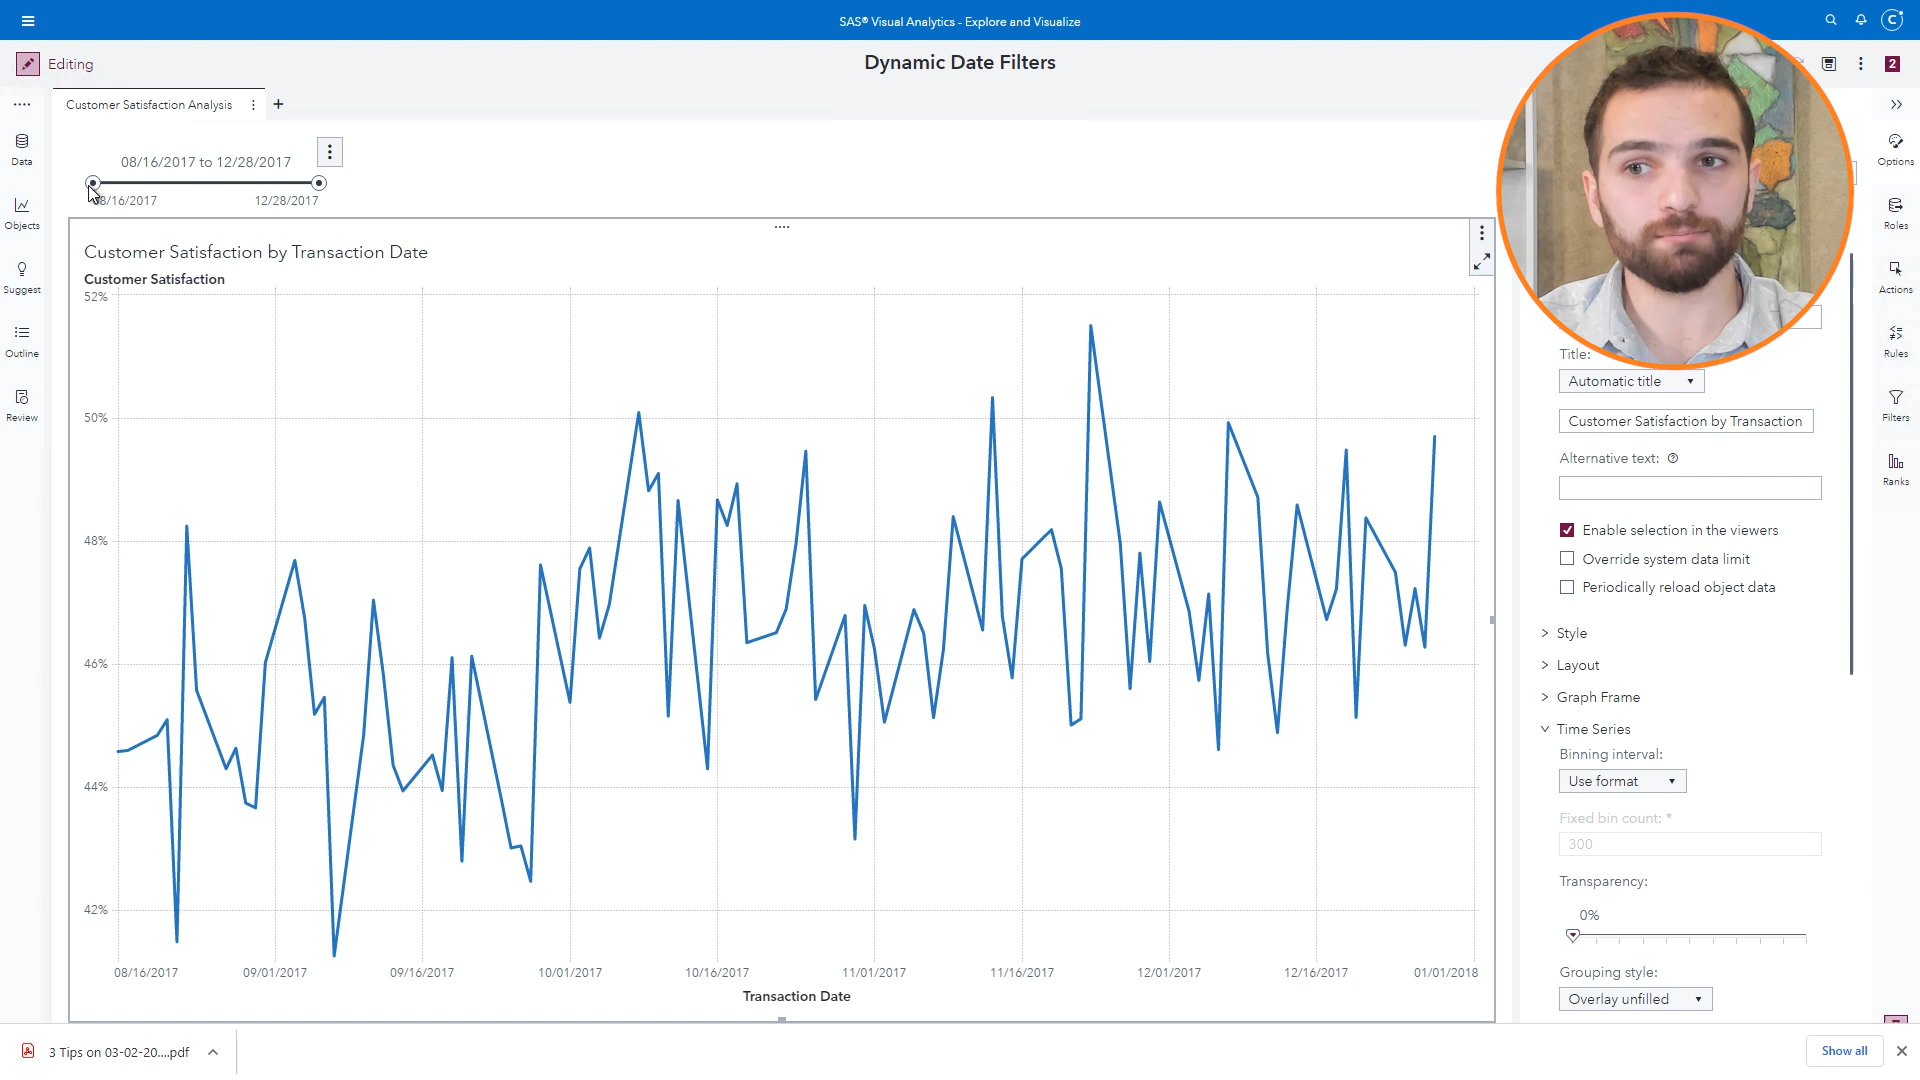 SAS® Visual Analytics - Explore and Visualize
C
Editing
Dynamic Date Filters
2
Customer Satisfaction Analysis
Data
Objects
Suggest
Outline
Review
08/16/2017 to 12/28/2017
8/16/2017
12/28/2017
Customer Satisfaction by Transaction Date
Customer Satisfaction
52%
50%
48%
46%
44%
42%
08/16/2017
09/01/2017
09/16/2017
10/01/2017
10/16/2017
11/01/2017
11/16/2017
12/01/2017
12/16/2017
01/01/2018
Transaction Date
Title:
Automatic title
Customer Satisfaction by Transaction
Alternative text:
Enable selection in the viewers
Override system data limit
Periodically reload object data
Style
Layout
Graph Frame
Time Series
Binning interval:
Use format
Fixed bin count: *
300
Transparency:
0%
Grouping style:
Overlay unfilled
Options
Roles
Actions
Rules
Filters
Ranks
3 Tips on 03-02-20....pdf
Show all